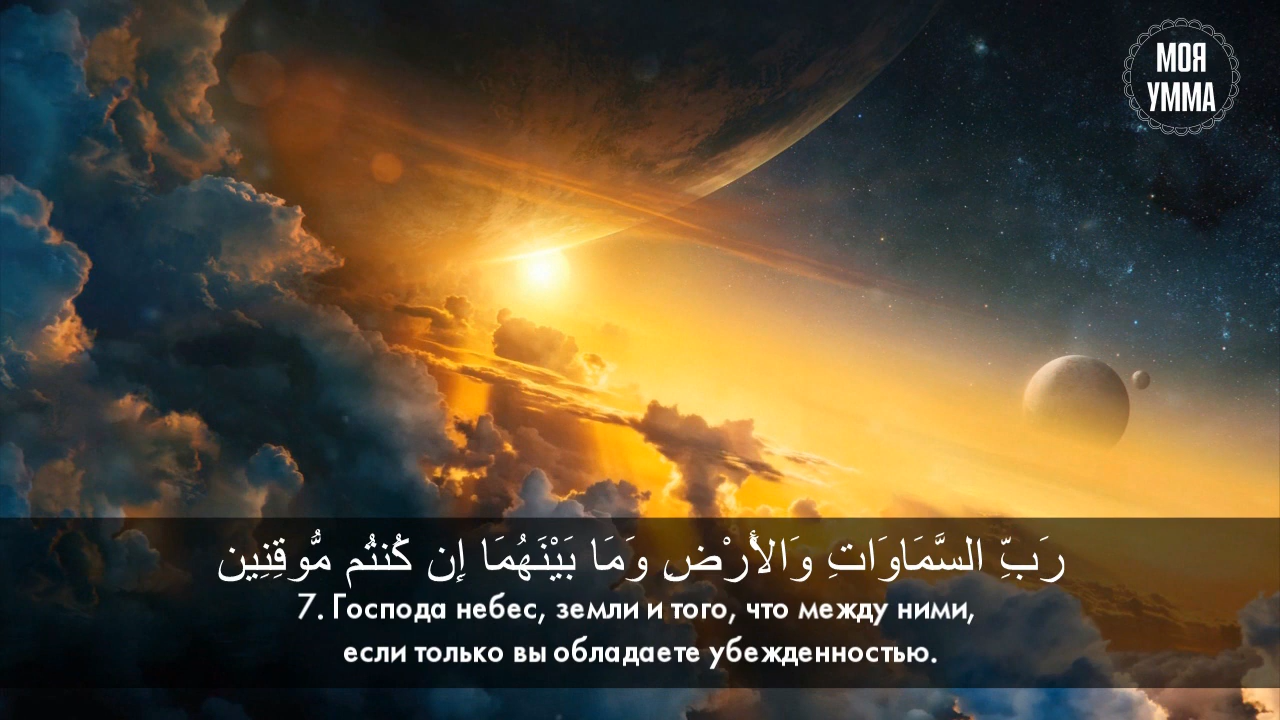 МОЯ
УММА
رَبِّ السَّمَاوَاتِ وَالأَرْضِ وَمَا بَيْنَهُمَا إِن كُنتُم مُّوقِنِين
7. Господа небес, земли и того, что между ними,
если только вы обладаете убежденностью.